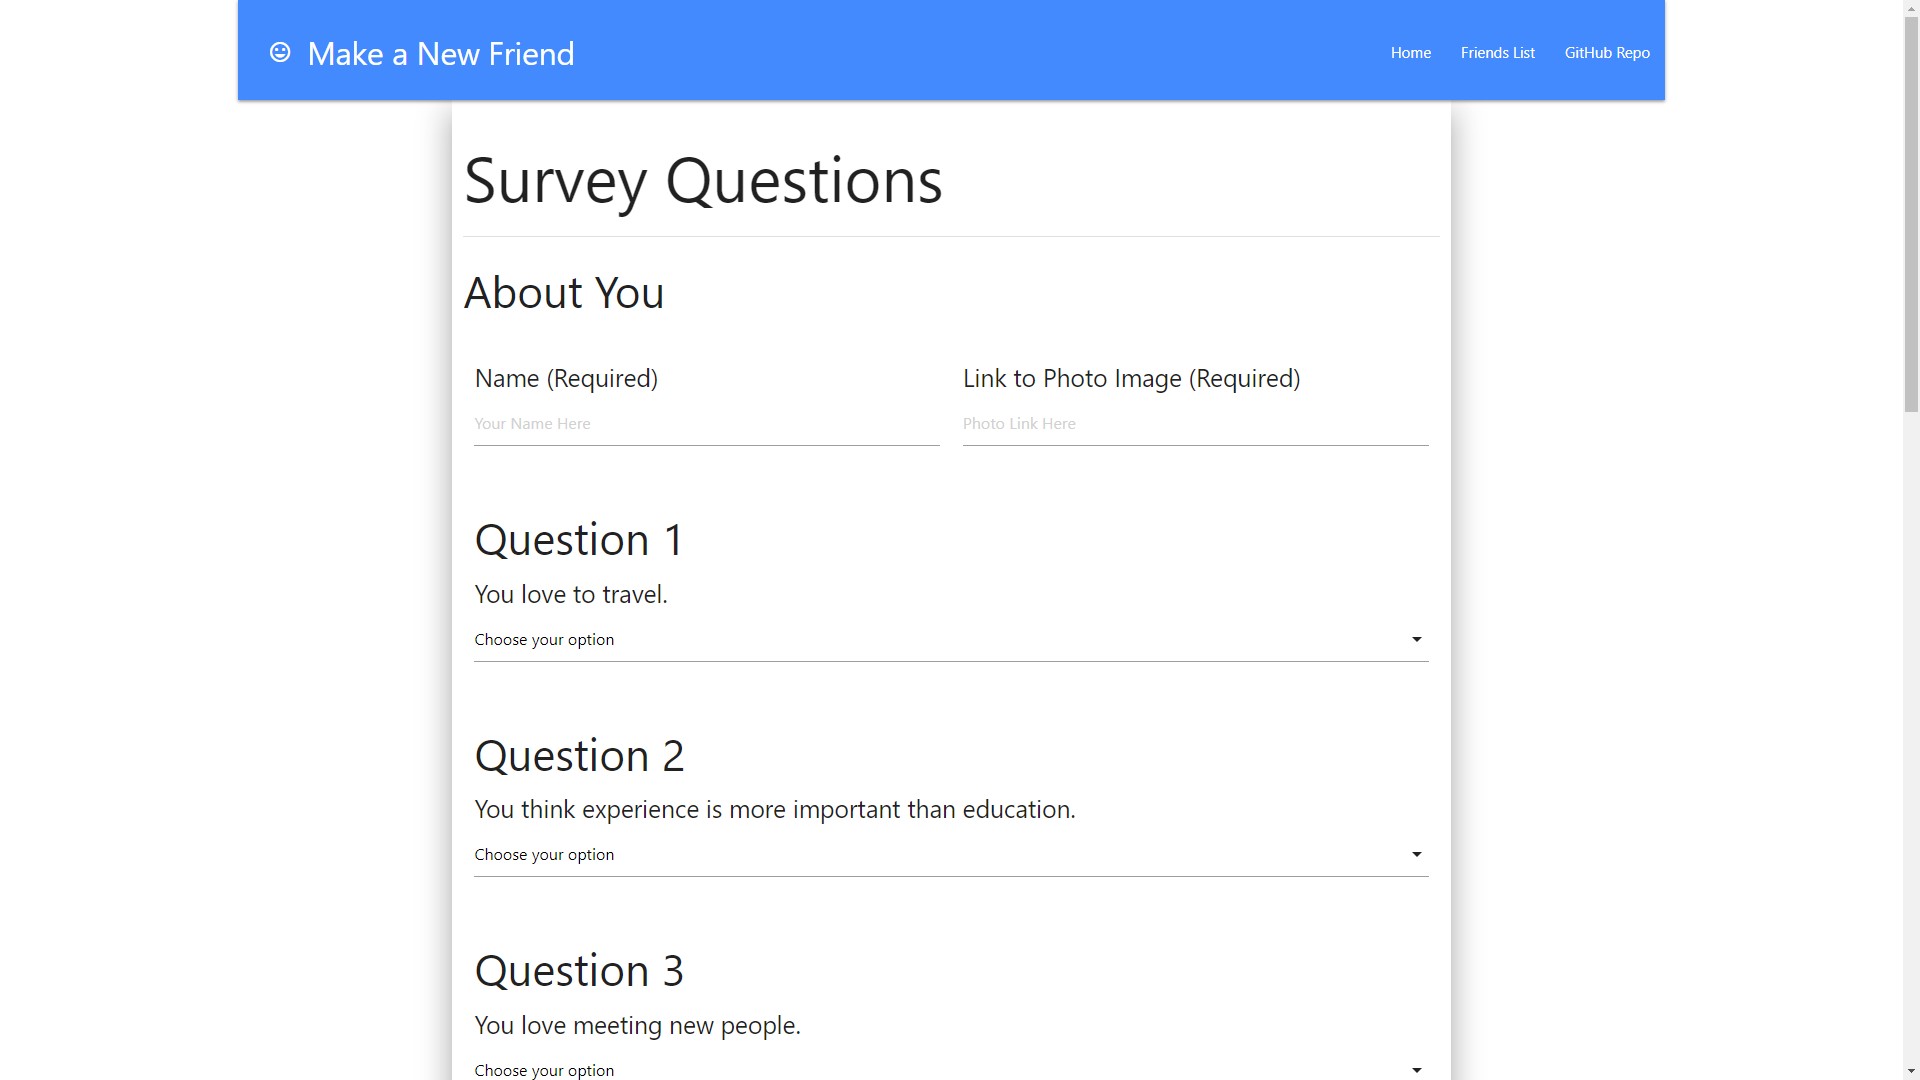 Make a New Friend
Home
Friends List
GitHub Repo
Survey Questions
About You
Name (Required)
Link to Photo Image (Required)
Your Name Here
Photo Link Here
Question 1
You love to travel.
Choose your option
Question 2
You think experience is more important than education.
Choose your option
Question 3
You love meeting new people.
Choose your option